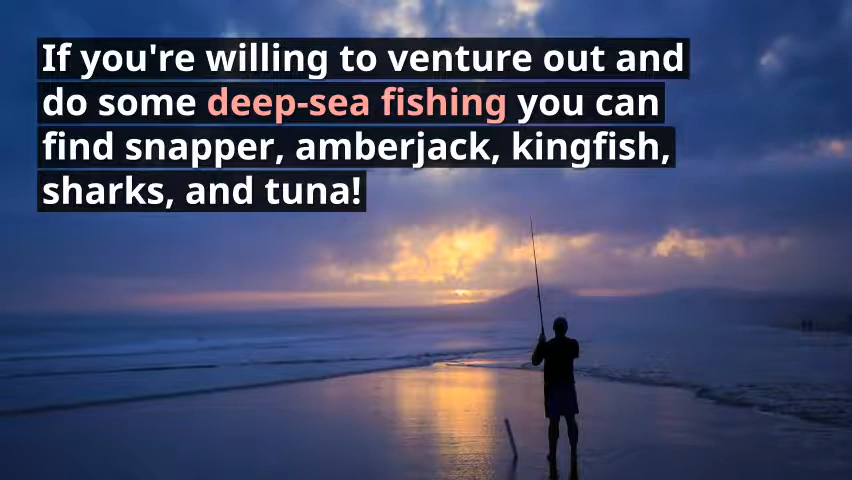 If you're willing to venture out and
do some deep-sea fishing you can
find snapper, amberjack, kingfish,
sharks, and tuna!